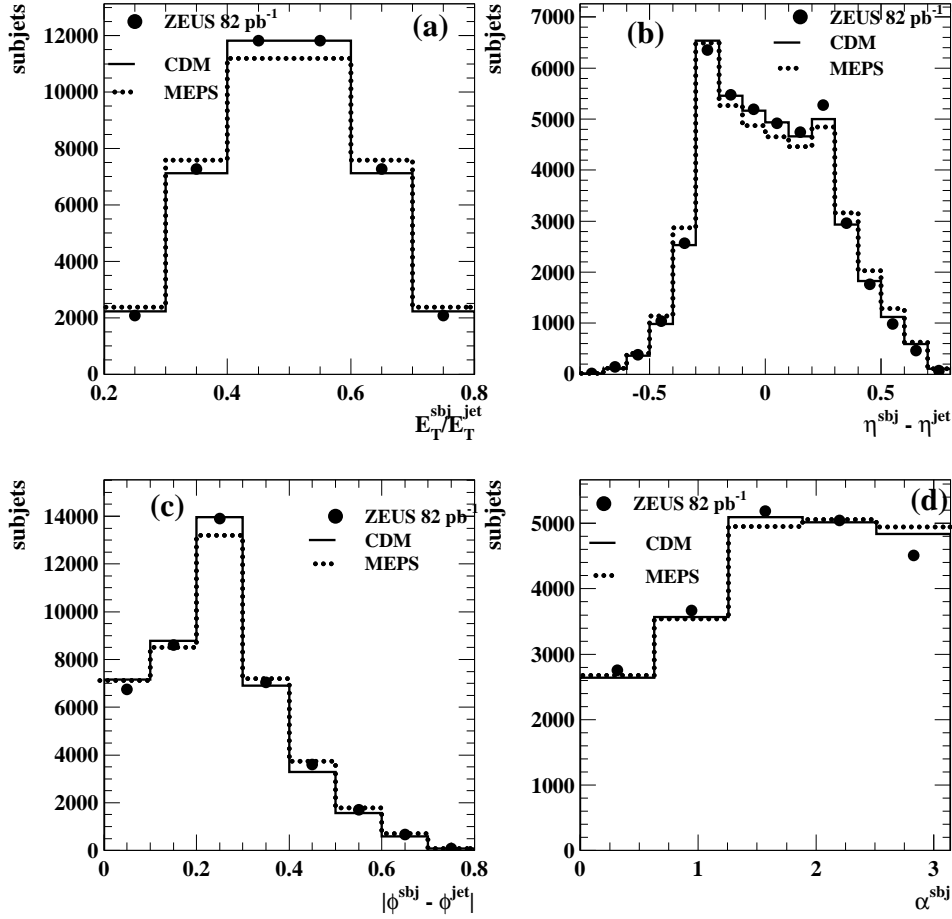 subjets
(a)
ZEUS 82 pb-1
CDM
MEPS
12000
10000
8000
6000
4000
2000
0
0.2 0.4 0.6 0.8
E_T^sbj/E_T^jet
subjets
(b)
ZEUS 82 pb-1
CDM
MEPS
7000
6000
5000
4000
3000
2000
1000
0
-0.5 0 0.5
η^sbj - η^jet
subjets
(c)
ZEUS 82 pb-1
CDM
MEPS
14000
12000
10000
8000
6000
4000
2000
0
0 0.2 0.4 0.6 0.8
|ϕ^sbj - ϕ^jet|
subjets
(d)
ZEUS 82 pb-1
CDM
MEPS
5000
4000
3000
2000
1000
0
0 1 2 3
α^sbj